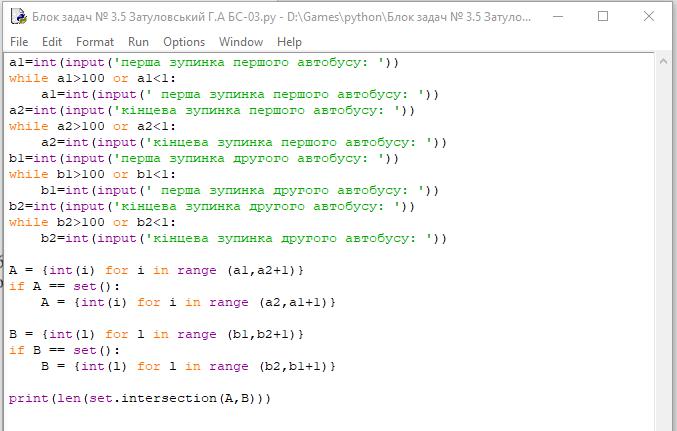 Блок задач № 3.5 Затуловський Г.А БС-03.py - D:\Games\python\Блок задач № 3.5 Затуло...
File Edit Format Run Options Window Help
a1=int(input('перша зупинка першого автобусу: '))
while a1>100 or a1<1:
    a1=int(input(' перша зупинка першого автобусу: '))
a2=int(input('кінцева зупинка першого автобусу: '))
while a2>100 or a2<1:
    a2=int(input('кінцева зупинка першого автобусу: '))
b1=int(input('перша зупинка другого автобусу: '))
while b1>100 or b1<1:
    b1=int(input(' перша зупинка другого автобусу: '))
b2=int(input('кінцева зупинка другого автобусу: '))
while b2>100 or b2<1:
    b2=int(input('кінцева зупинка другого автобусу: '))
A = {int(i) for i in range (a1,a2+1)}
if A == set():
    A = {int(i) for i in range (a2,a1+1)}
B = {int(l) for l in range (b1,b2+1)}
if B == set():
    B = {int(l) for l in range (b2,b1+1)}
print(len(set.intersection(A,B)))